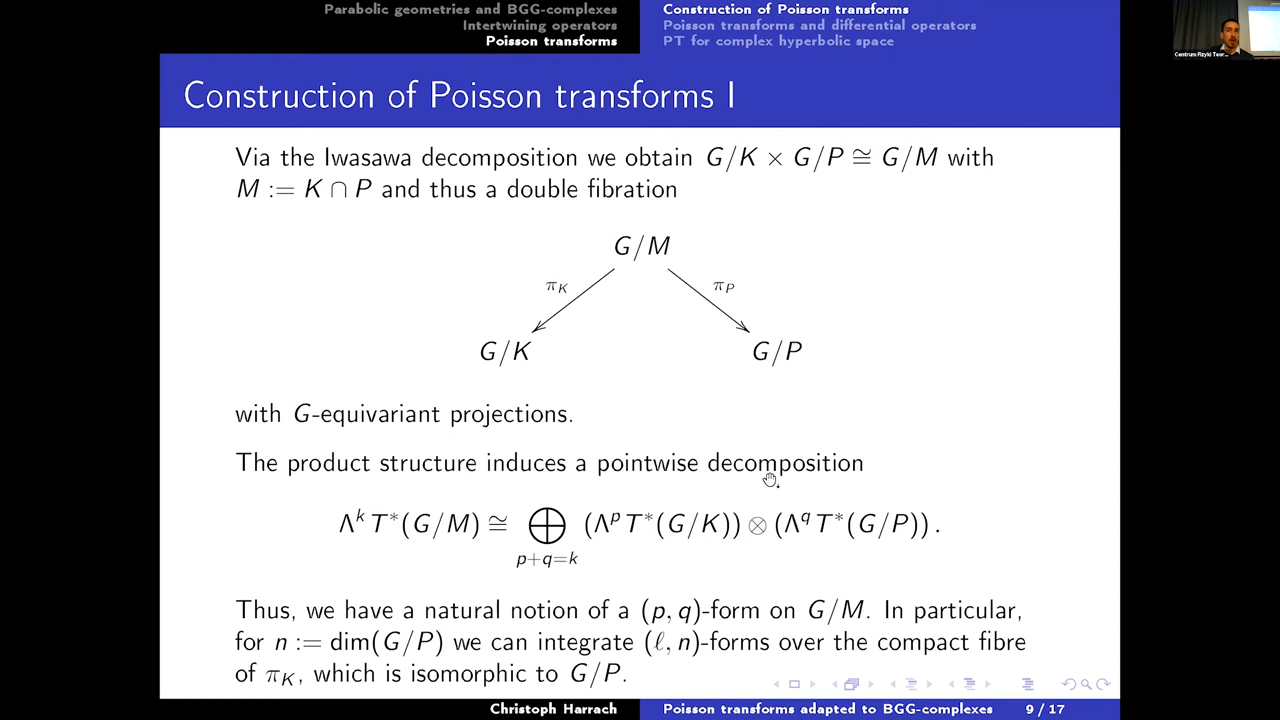 Parabolic geometries and BGG-complexes
Intertwining operators
Poisson transforms
Construction of Poisson transforms
Poisson transforms and differential operators
PT for complex hyperbolic space
Centrum Fizyki Teor...
Construction of Poisson transforms I
Via the Iwasawa decomposition we obtain G/K × G/P ≅ G/M with
M := K ∩ P and thus a double fibration
G/M
π_K π_P
G/K G/P
with G-equivariant projections.
The product structure induces a pointwise decomposition
Λ^k T*(G/M) ≅ ⊕ (Λ^p T*(G/K)) ⊗ (Λ^q T*(G/P)).
p+q=k
Thus, we have a natural notion of a (p, q)-form on G/M. In particular,
for n := dim(G/P) we can integrate (ℓ, n)-forms over the compact fibre
of π_K, which is isomorphic to G/P.
Christoph Harrach Poisson transforms adapted to BGG-complexes 9 / 17